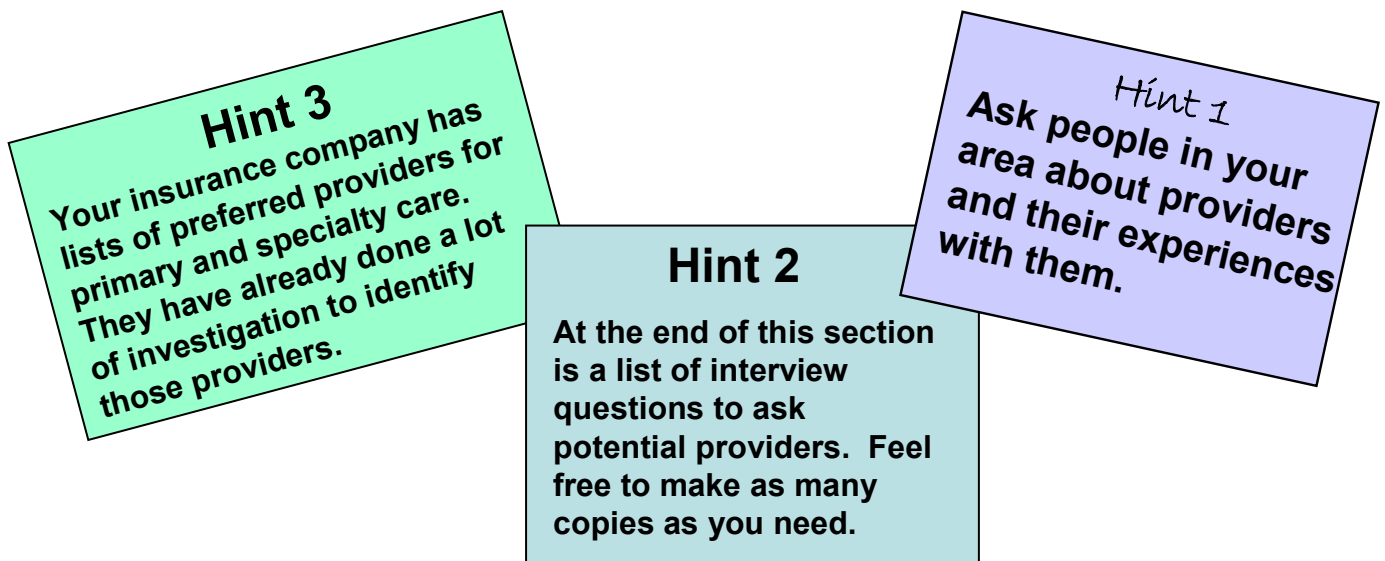 Hint 3
Your insurance company has
lists of preferred providers for
primary and specialty care.
They have already done a lot
of investigation to identify
those providers.
Hint 2
At the end of this section
is a list of interview
questions to ask
potential providers.  Feel
free to make as many
copies as you need.
Hint 1
Ask people in your
area about providers
and their experiences
with them.